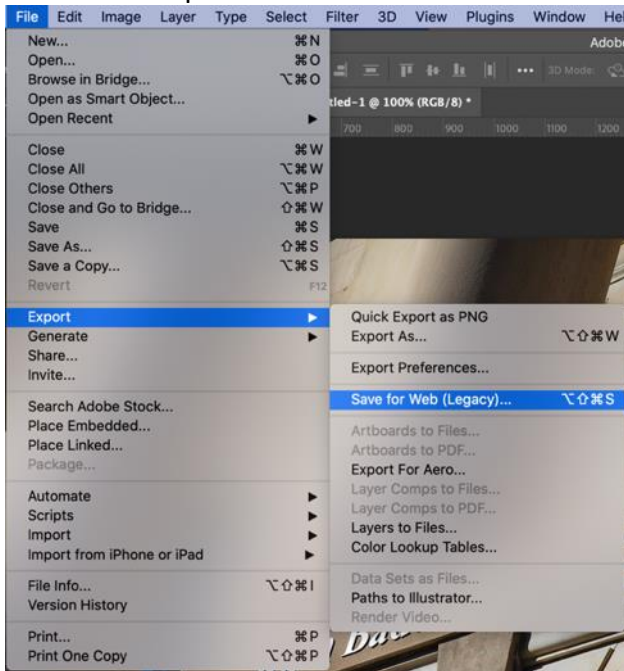 File Edit Image Layer Type Select Filter 3D View Plugins Window Hel
New... ⌘N
Open... ⌘O
Browse in Bridge... ⌥⌘O
Open as Smart Object...
Open Recent
Close ⌘W
Close All ⌥⌘W
Close Others ⌥⌘P
Close and Go to Bridge... ⇧⌘W
Save ⌘S
Save As... ⇧⌘S
Save a Copy... ⌥⌘S
Revert F12
Export
Generate
Share...
Invite...
Search Adobe Stock...
Place Embedded...
Place Linked...
Package...
Automate
Scripts
Import
Import from iPhone or iPad
File Info... ⌥⇧⌘I
Version History
Print... ⌘P
Print One Copy ⌥⇧⌘P
Adobe
3D Mode:
tled-1 @ 100% (RGB/8) *
700 800 900 1000 1100 1200
Quick Export as PNG
Export As... ⌥⇧⌘W
Export Preferences...
Save for Web (Legacy)... ⌥⇧⌘S
Artboards to Files...
Artboards to PDF...
Export For Aero...
Layer Comps to Files...
Layer Comps to PDF...
Layers to Files...
Color Lookup Tables...
Data Sets as Files...
Paths to Illustrator...
Render Video...